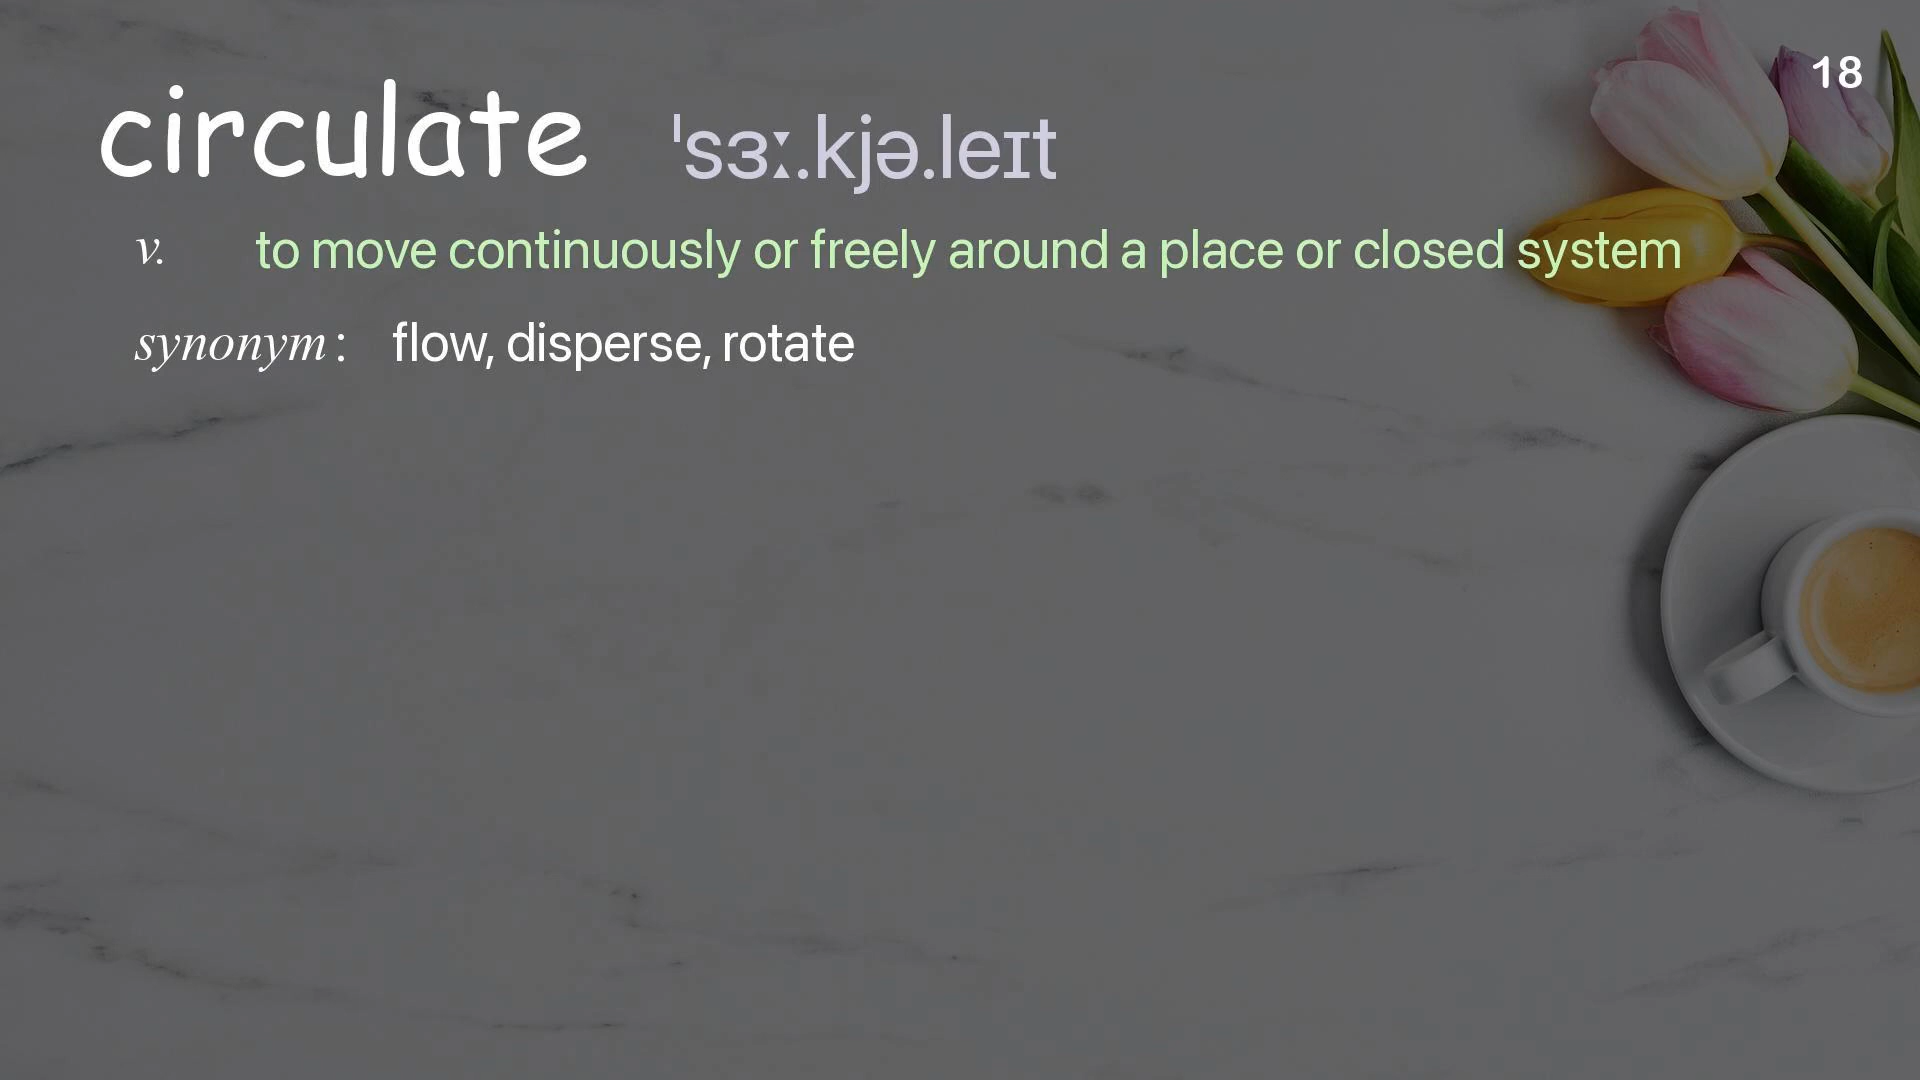 18
circulate ˈsɜː.kjə.leɪt
v. to move continuously or freely around a place or closed system
synonym : flow, disperse, rotate